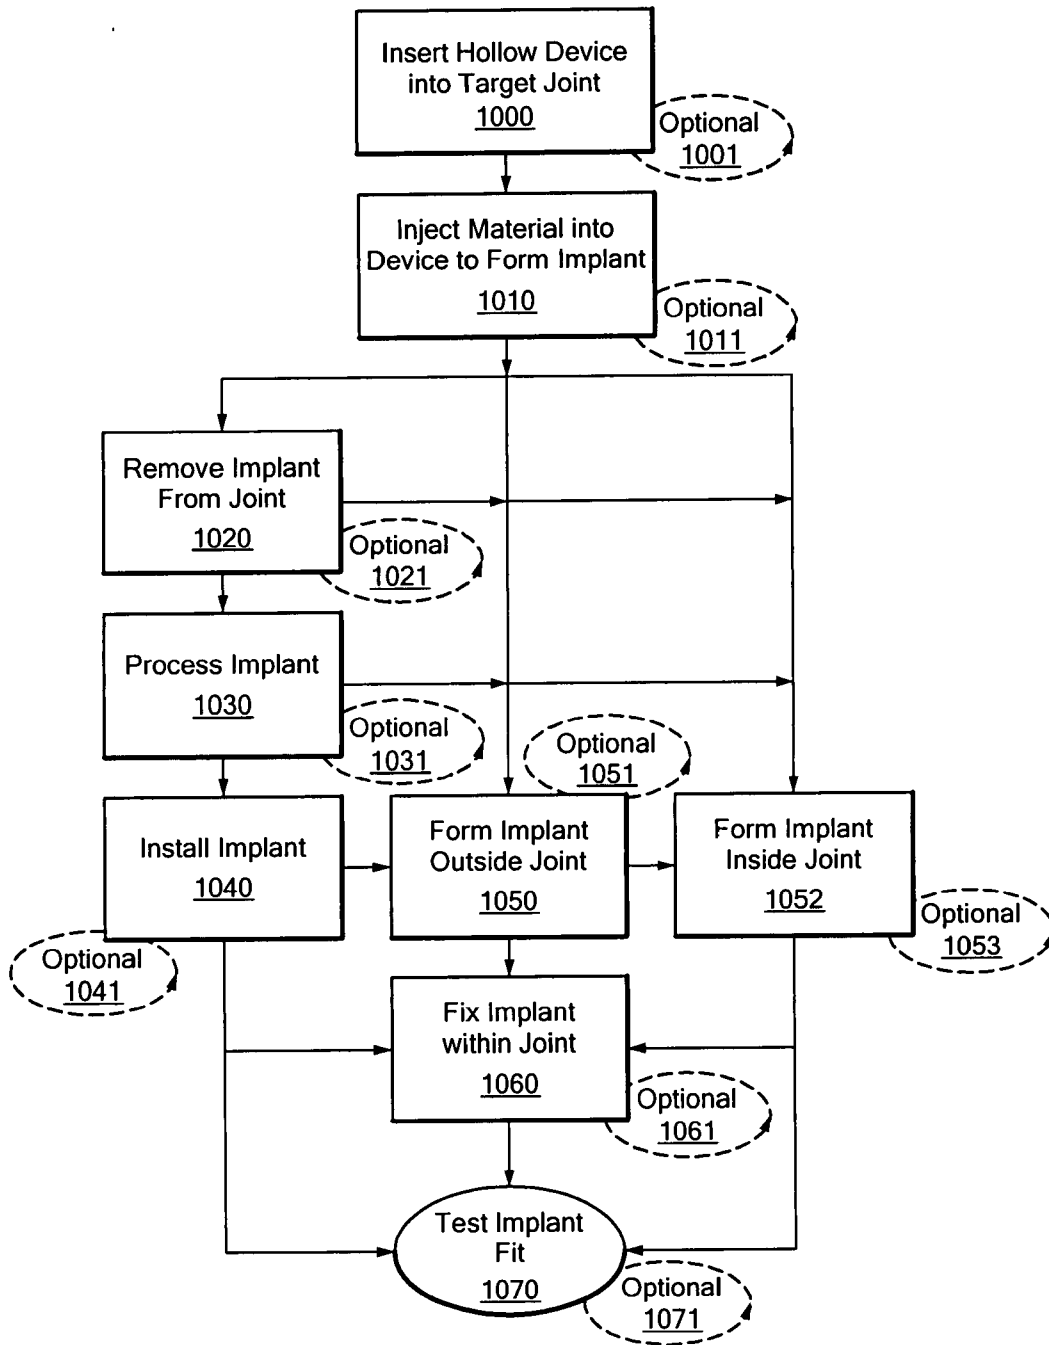 Insert Hollow Device
into Target Joint
1000
Optional
1001
Inject Material into
Device to Form Implant
1010
Optional
1011
Remove Implant
From Joint
1020
Optional
1021
Process Implant
1030
Optional
1031
Install Implant
1040
Optional
1041
Optional
1051
Form Implant
Outside Joint
1050
Form Implant
Inside Joint
1052
Optional
1053
Fix Implant
within Joint
1060
Optional
1061
Test Implant
Fit
1070
Optional
1071